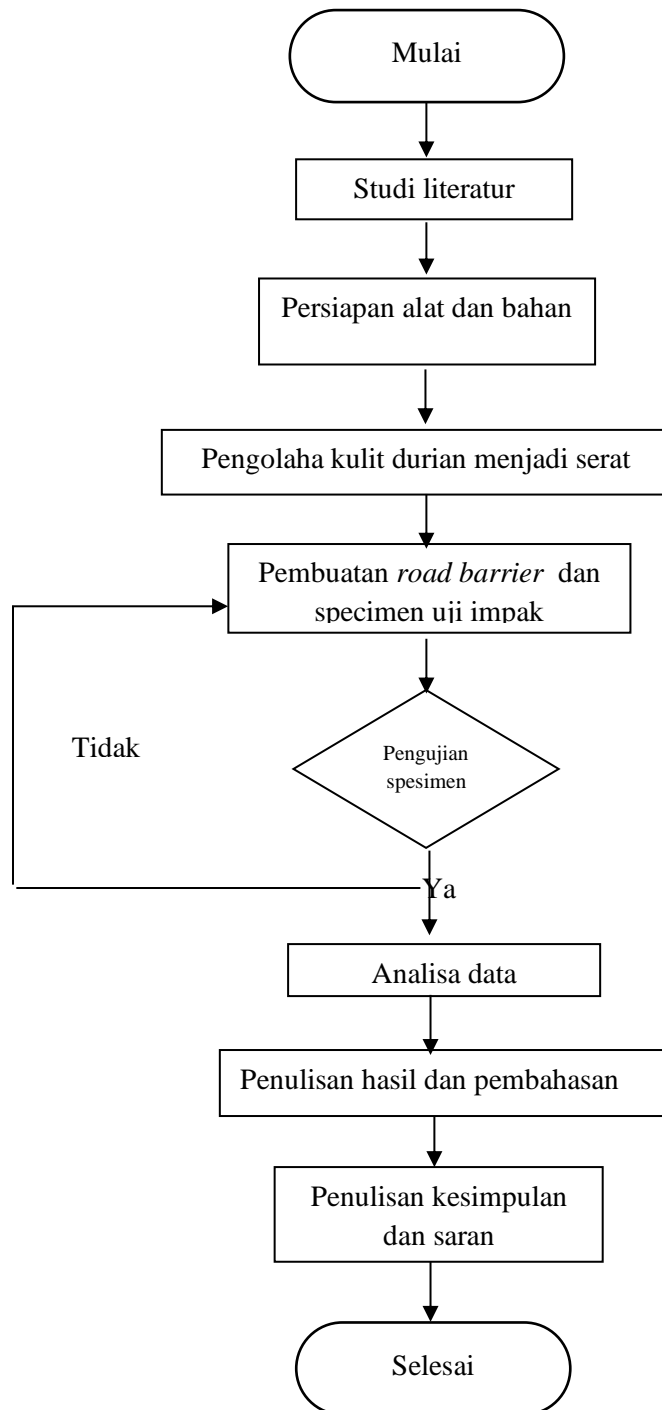 Mulai
Studi literatur
Persiapan alat dan bahan
Pengolaha kulit durian menjadi serat
Pembuatan road barrier dan
specimen uji impak
Tidak
Pengujian
spesimen
Ya
Analisa data
Penulisan hasil dan pembahasan
Penulisan kesimpulan
dan saran
Selesai